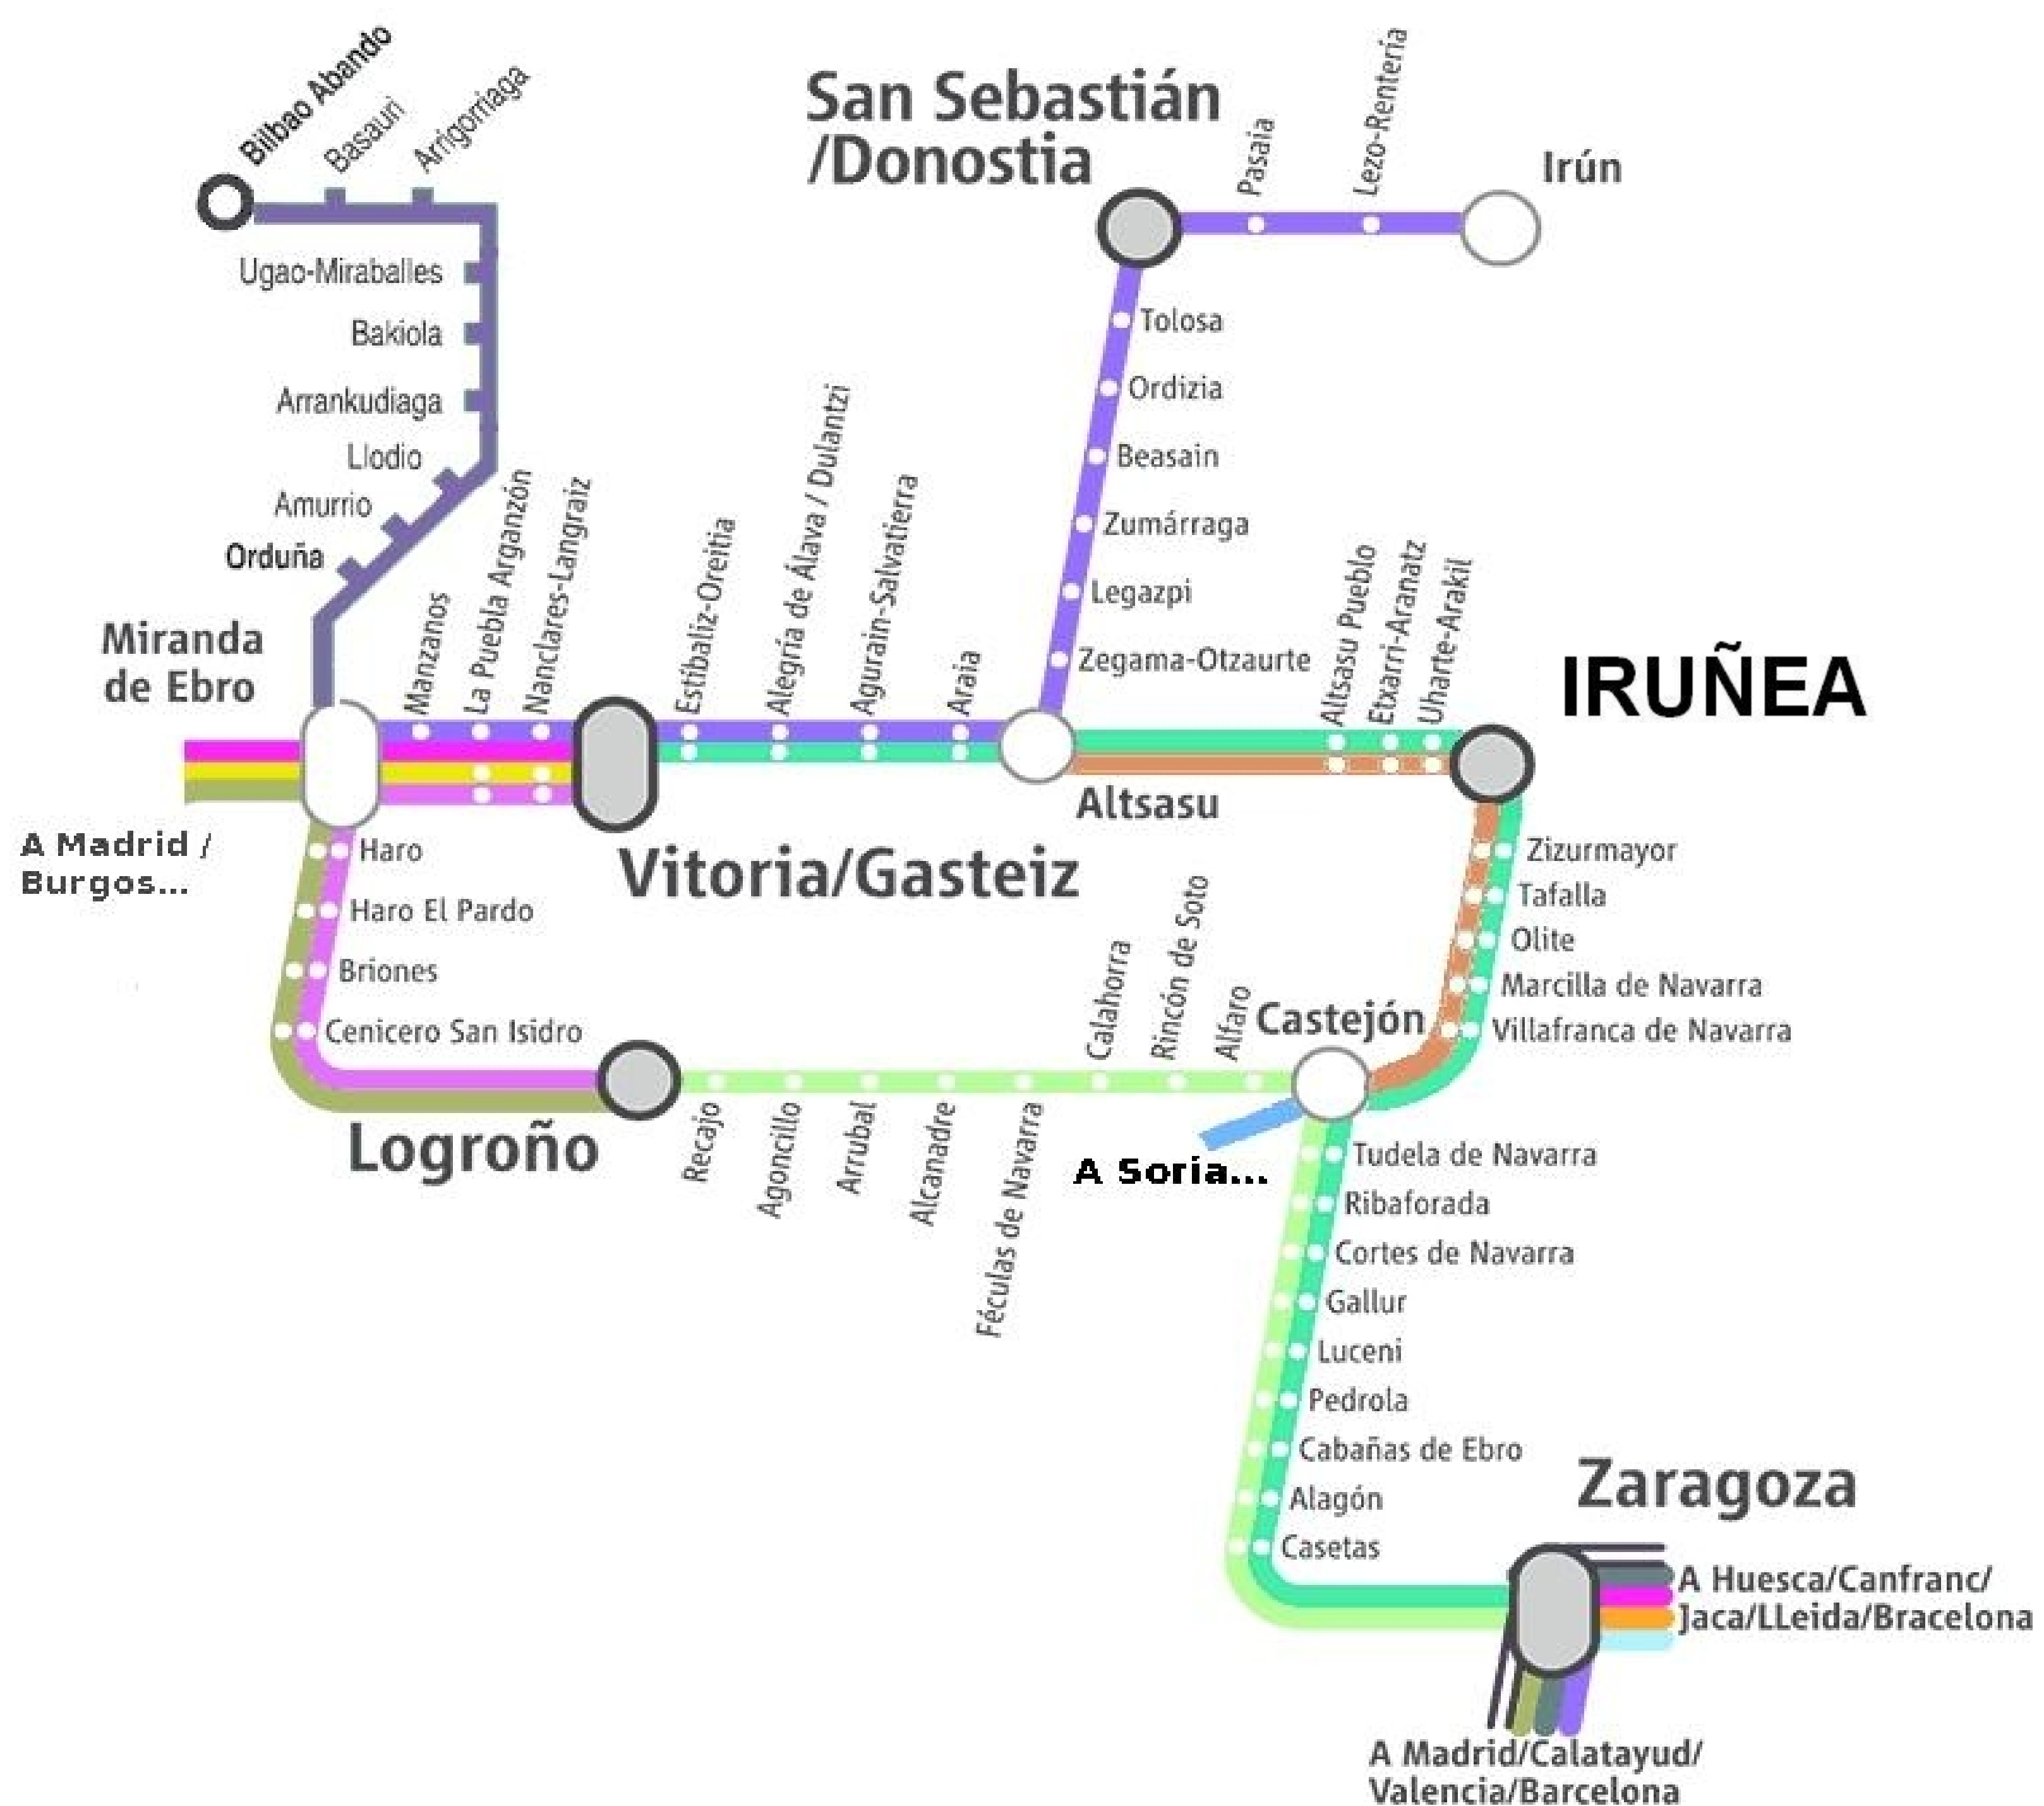 Bilbao Abando
Basauri
Arrigorriaga
Ugao-Miraballes
Bakiola
Arrankudiaga
Llodio
Amurrio
Orduña
San Sebastián
/Donostia
Pasaia
Lezo-Rentería
Irún
Tolosa
Ordizia
Beasain
Zumárraga
Legazpi
Zegama-Otzaurte
Miranda
de Ebro
Manzanos
La Puebla Arganzón
Nanclares-Langraiz
Estíbaliz-Oreitia
Alegría de Álava / Dulantzi
Agurain-Salvatierra
Araia
Altsasu Pueblo
Etxarri-Aranatz
Uharte-Arakil
IRUÑEA
Altsasu
Vitoria/Gasteiz
A Madrid /
Burgos...
Haro
Haro El Pardo
Briones
Cenicero San Isidro
Logroño
Recajo
Agoncillo
Arrubal
Alcanadre
Féculas de Navarra
Calahorra
Rincón de Soto
Alfaro
Castejón
Zizurmayor
Tafalla
Olite
Marcilla de Navarra
Villafranca de Navarra
A Soria...
Tudela de Navarra
Ribaforada
Cortes de Navarra
Gallur
Luceni
Pedrola
Cabañas de Ebro
Alagón
Casetas
Zaragoza
A Huesca/Canfranc/
Jaca/LLeida/Bracelona
A Madrid/Calatayud/
Valencia/Barcelona